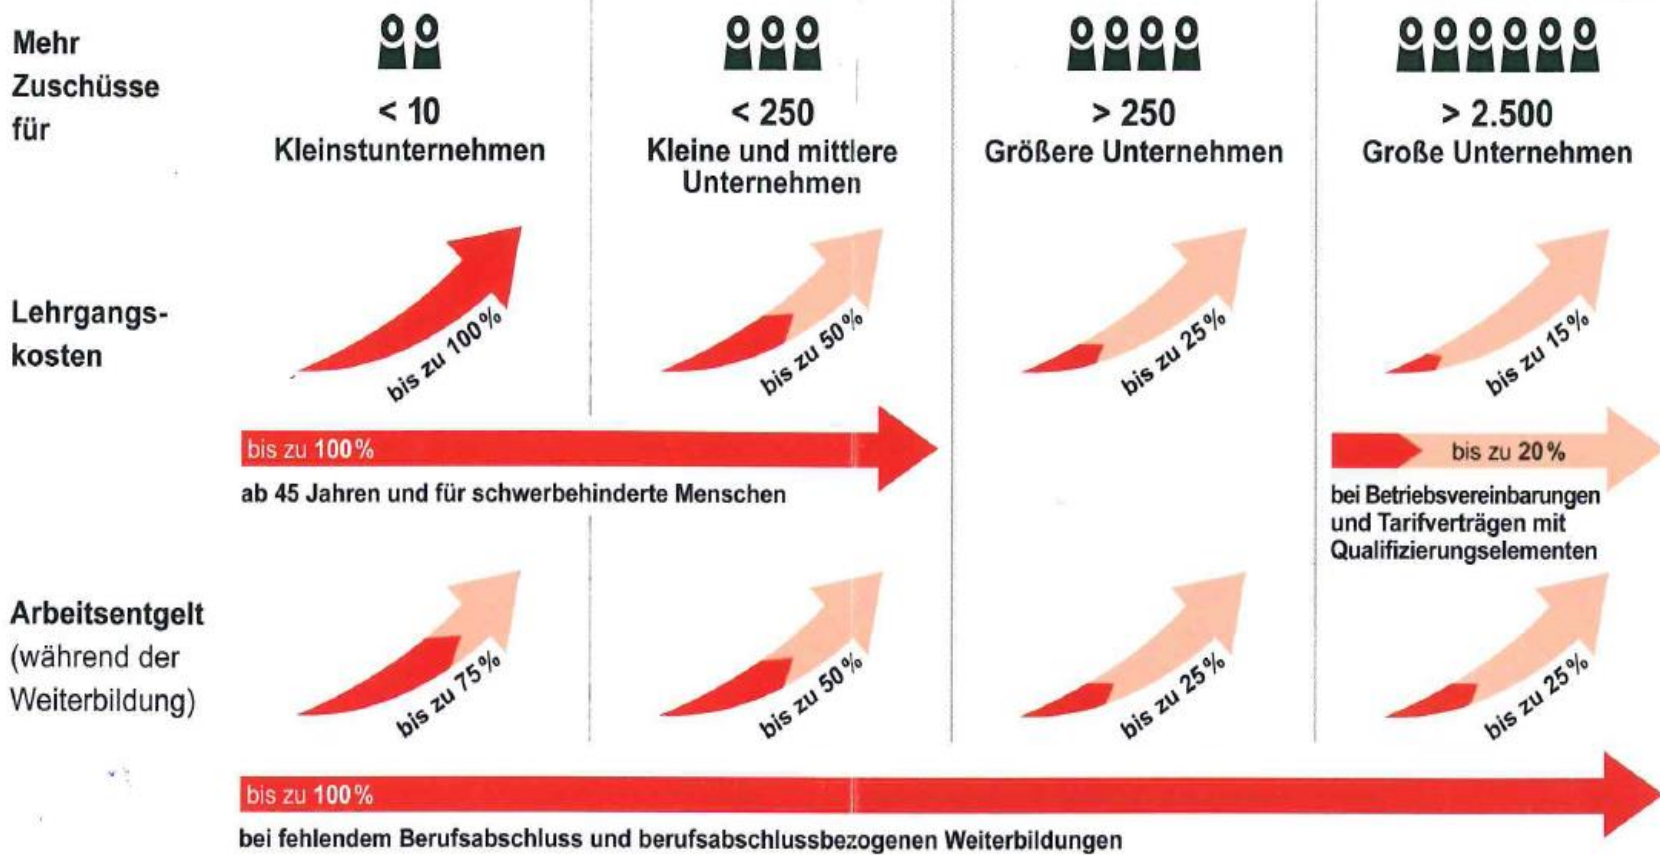 Mehr
Zuschüsse
für
< 10
Kleinstunternehmen
< 250
Kleine und mittlere
Unternehmen
> 250
Größere Unternehmen
> 2.500
Große Unternehmen
Lehrgangs-
kosten
bis zu 100%
bis zu 50%
bis zu 25%
bis zu 15%
bis zu 100%
ab 45 Jahren und für schwerbehinderte Menschen
bis zu 20%
bei Betriebsvereinbarungen
und Tarifverträgen mit
Qualifizierungselementen
Arbeitsentgelt
(während der
Weiterbildung)
bis zu 75%
bis zu 50%
bis zu 25%
bis zu 25%
bis zu 100%
bei fehlendem Berufsabschluss und berufsabschlussbezogenen Weiterbildungen